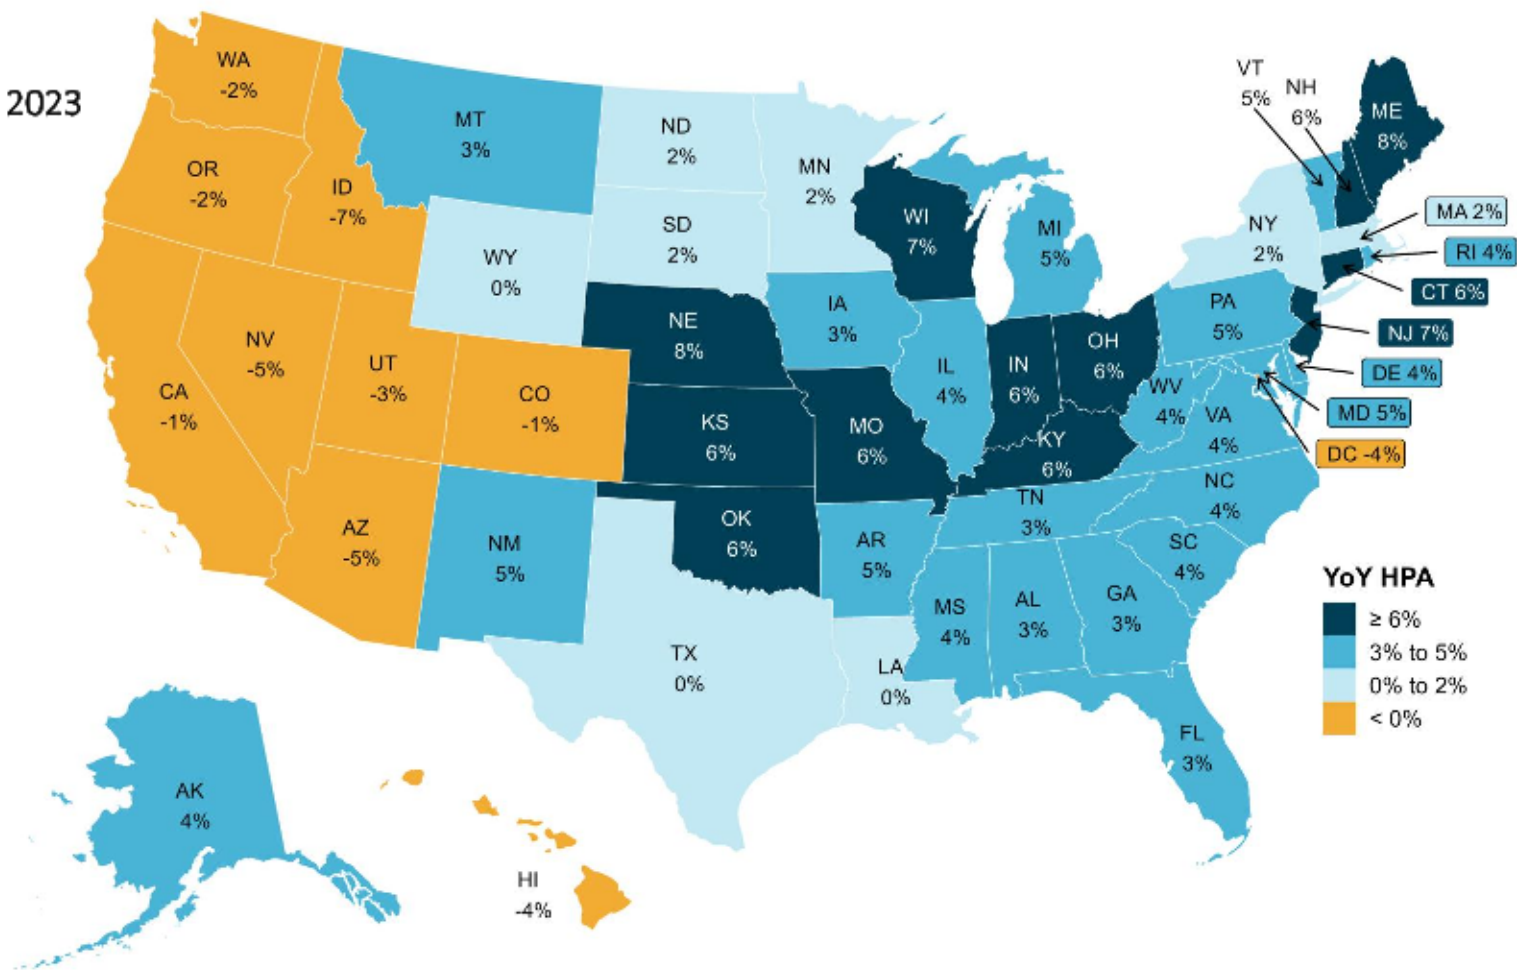 2023
WA
-2%
OR
-2%
ID
-7%
MT
3%
ND
2%
MN
2%
WI
7%
MI
5%
VT
5%
NH
6%
ME
8%
MA 2%
RI 4%
CT 6%
NJ 7%
DE 4%
MD 5%
DC -4%
NY
2%
PA
5%
WY
0%
SD
2%
NE
8%
IA
3%
IL
4%
IN
6%
OH
6%
WV
4%
VA
4%
CA
-1%
NV
-5%
UT
-3%
CO
-1%
KS
6%
MO
6%
KY
6%
TN
3%
NC
4%
SC
4%
AZ
-5%
NM
5%
OK
6%
AR
5%
MS
4%
AL
3%
GA
3%
TX
0%
LA
0%
FL
3%
AK
4%
HI
-4%
YoY HPA
≥ 6%
3% to 5%
0% to 2%
< 0%